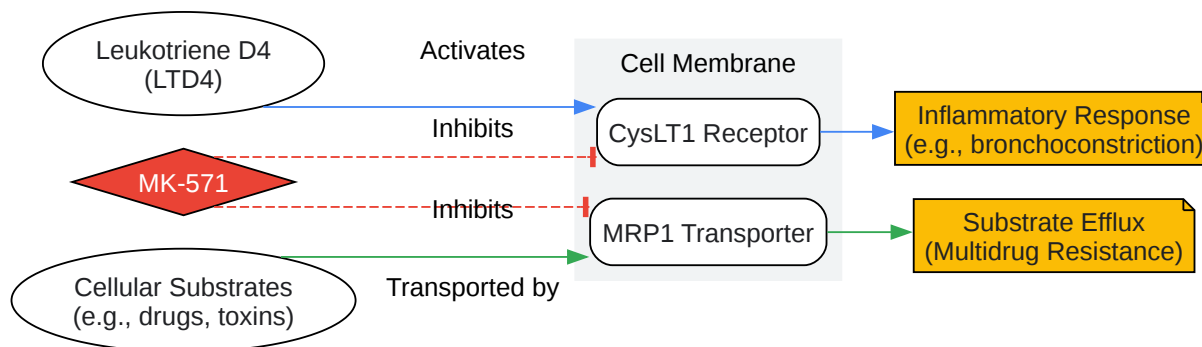 Leukotriene D4
(LTD4)
Activates
Cell Membrane
CysLT1 Receptor
Inflammatory Response
(e.g., bronchoconstriction)
Inhibits
MK-571
Inhibits
MRP1 Transporter
Substrate Efflux
(Multidrug Resistance)
Cellular Substrates
(e.g., drugs, toxins)
Transported by